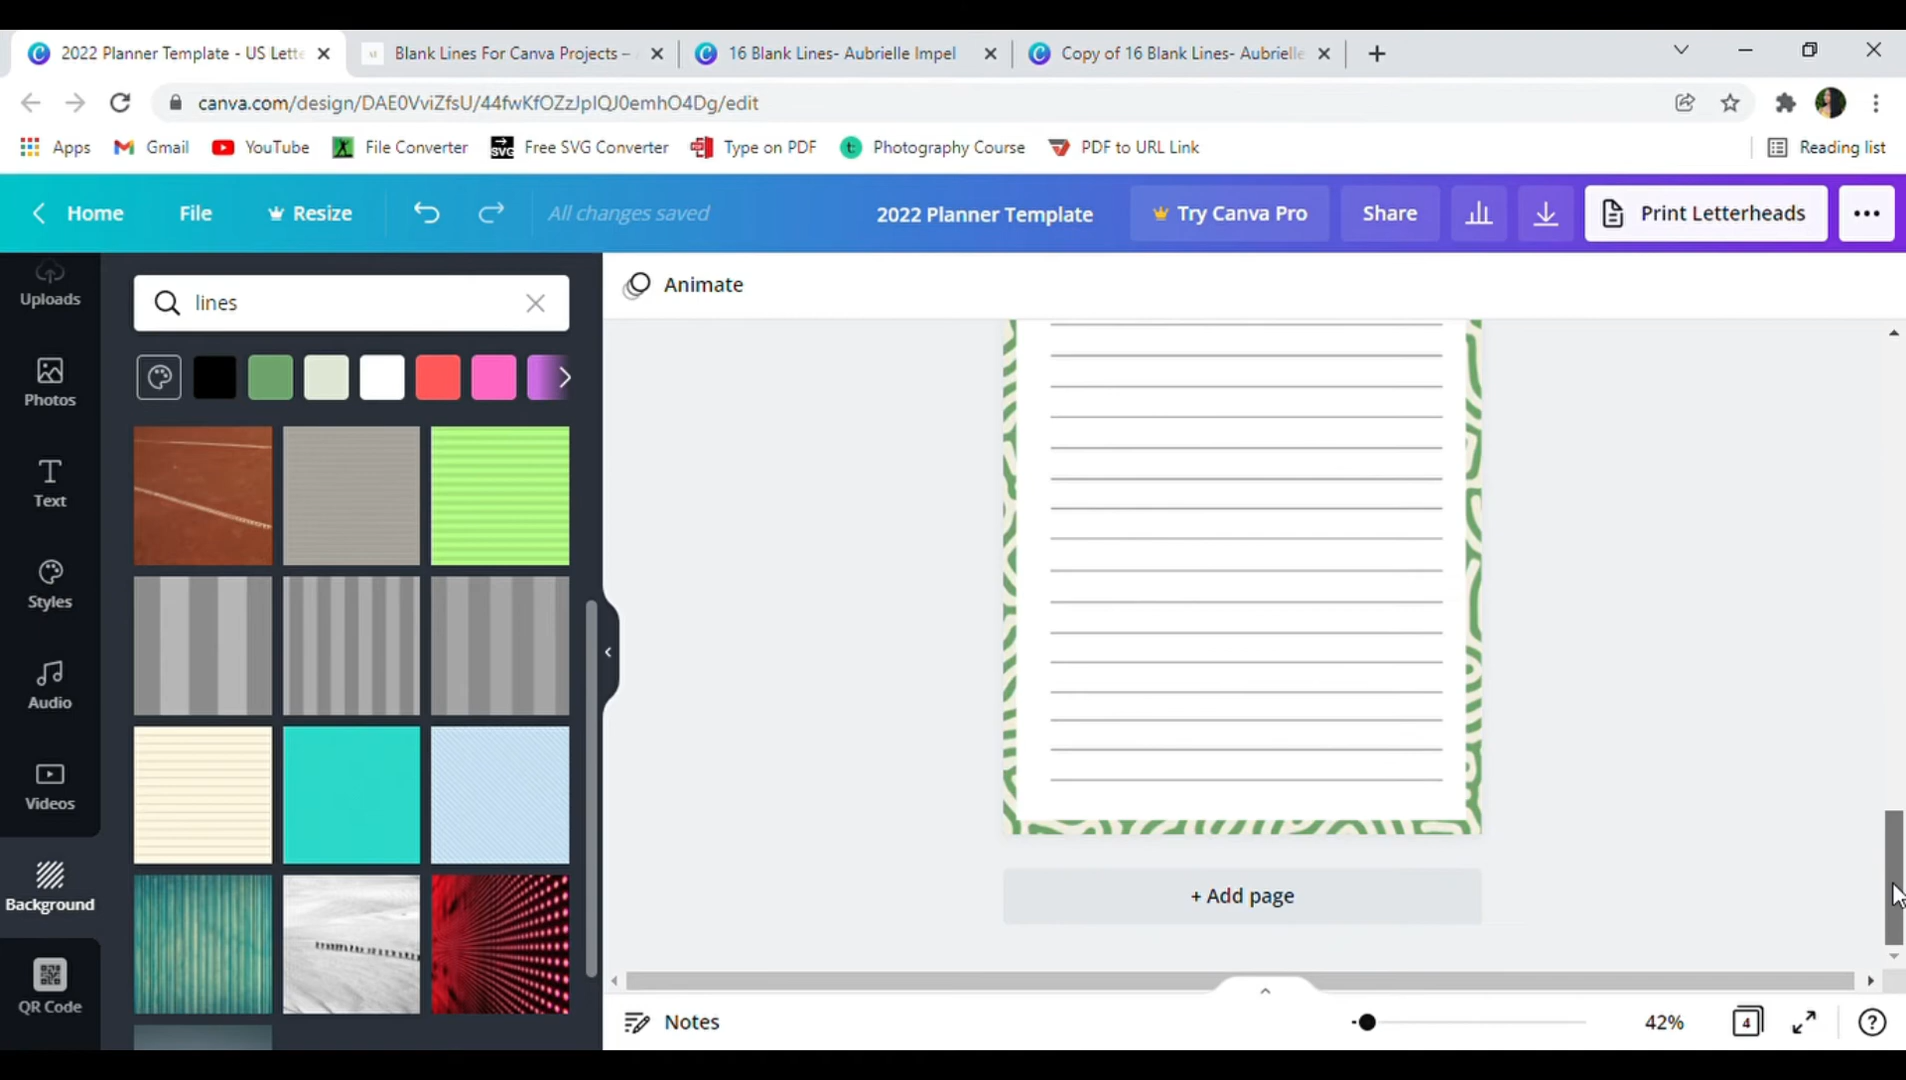 2022 Planner Template - US Lette
Blank Lines For Canva Projects –
16 Blank Lines- Aubrielle Impel
Copy of 16 Blank Lines- Aubrielle
canva.com/design/DAE0VviZfsU/44fwKfOZzJpIQJ0emhO4Dg/edit
Apps
Gmail
YouTube
File Converter
SVG
Free SVG Converter
Type on PDF
t
Photography Course
PDF to URL Link
Reading list
Home
File
Resize
All changes saved
2022 Planner Template
Try Canva Pro
Share
Print Letterheads
Uploads
Photos
Text
Styles
Audio
Videos
Background
QR Code
lines
Animate
+ Add page
Notes
42%
4